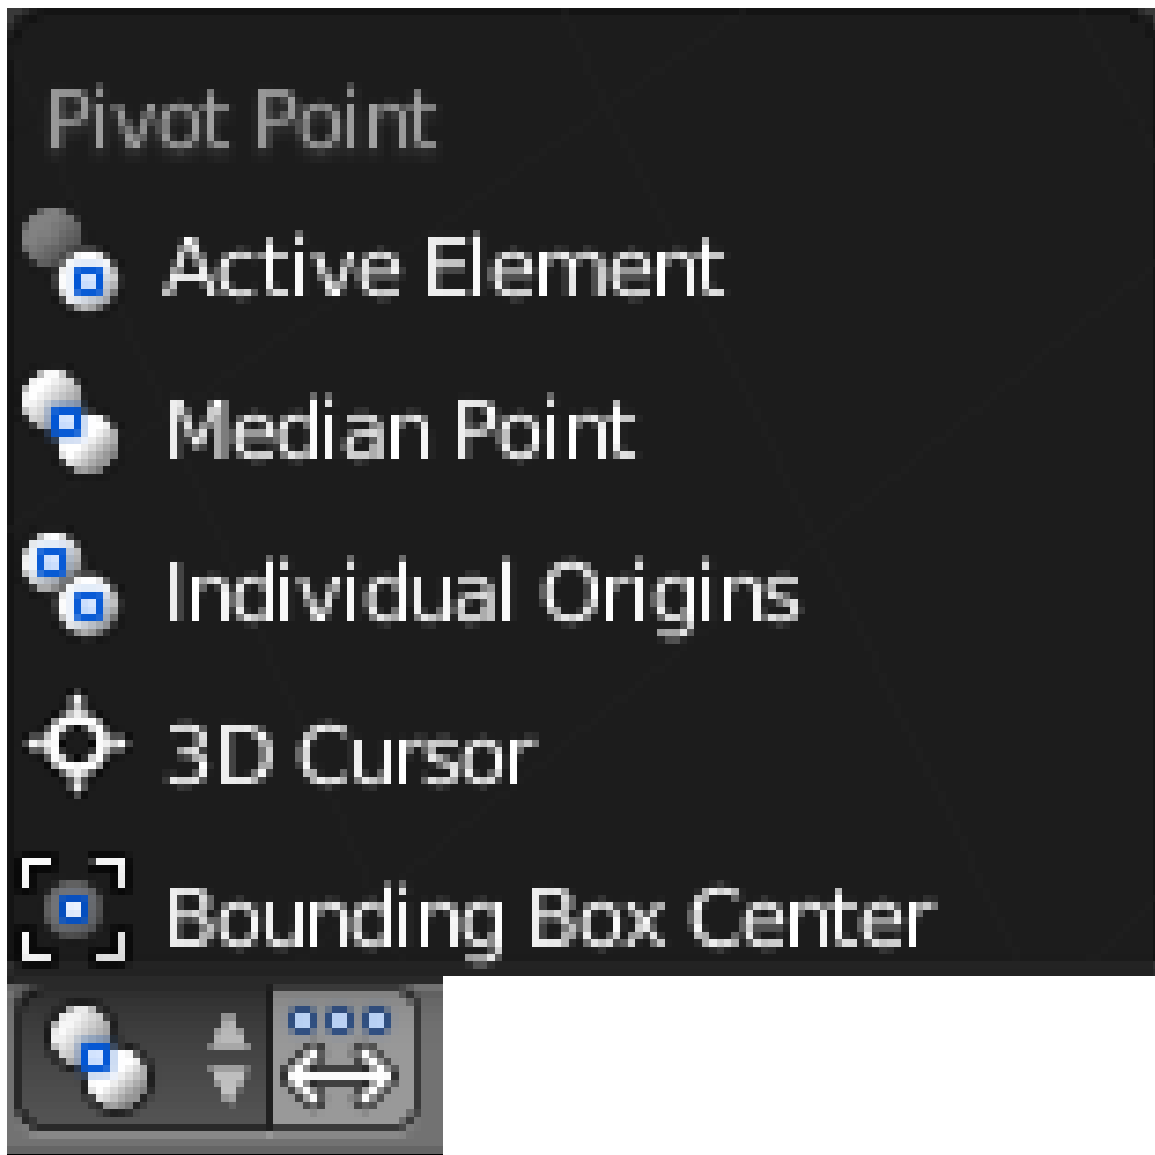 Pivot Point
Active Element
Median Point
Individual Origins
3D Cursor
Bounding Box Center